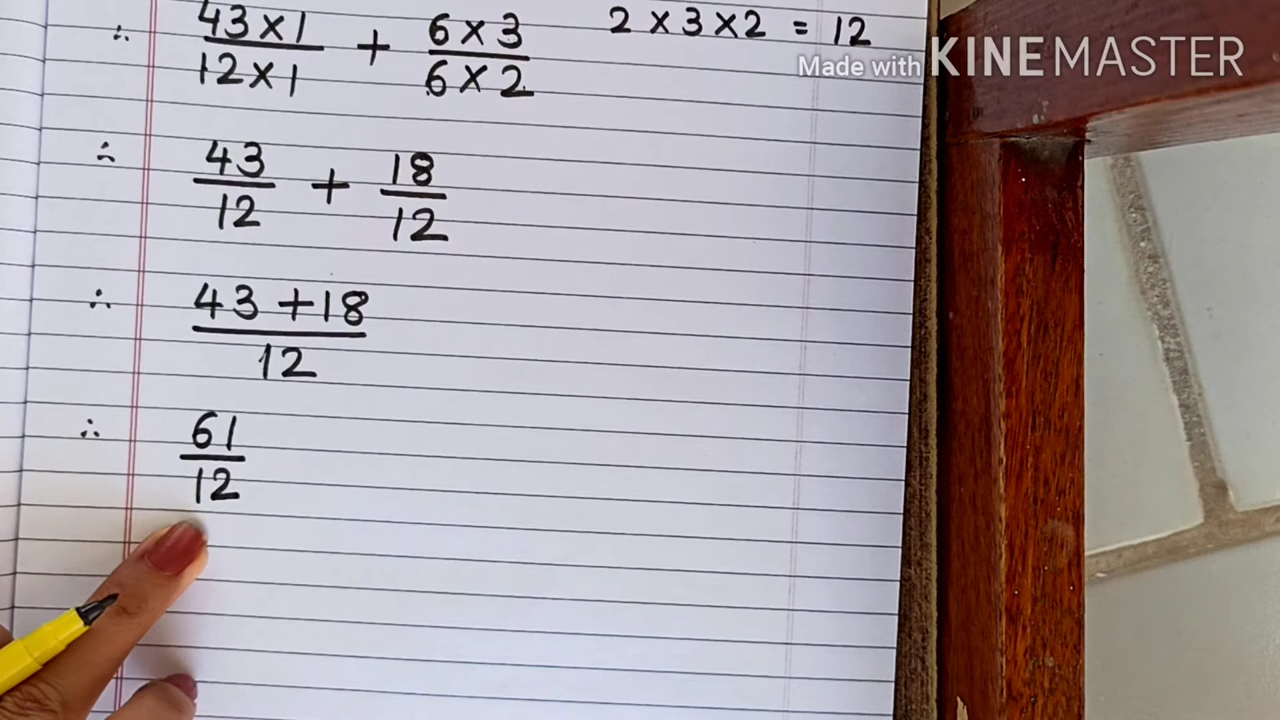 ∴ 43×1/12×1 + 6×3/6×2
2×3×2 = 12
Made with KINEMASTER
∴ 43/12 + 18/12
∴ 43+18/12
∴ 61/12